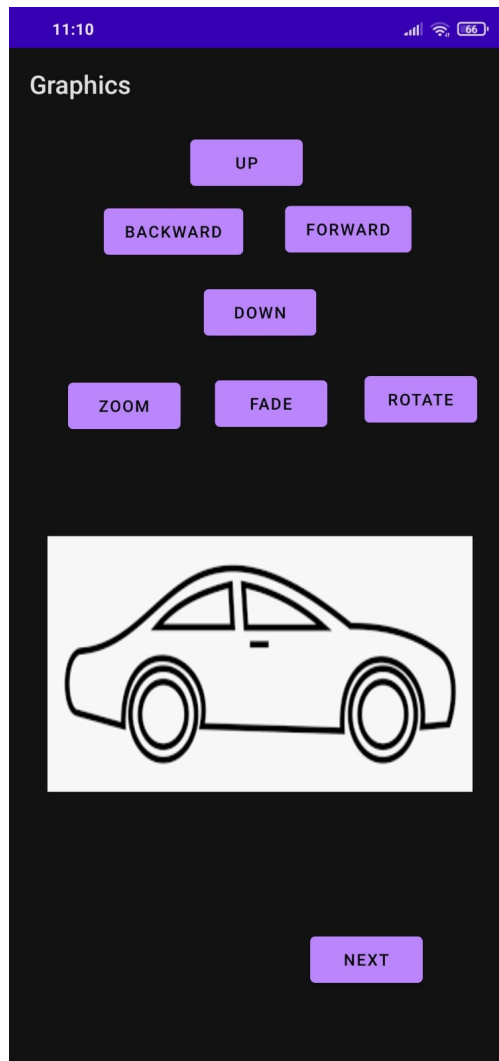 11:10
66
Graphics
UP
BACKWARD
FORWARD
DOWN
ZOOM
FADE
ROTATE
NEXT